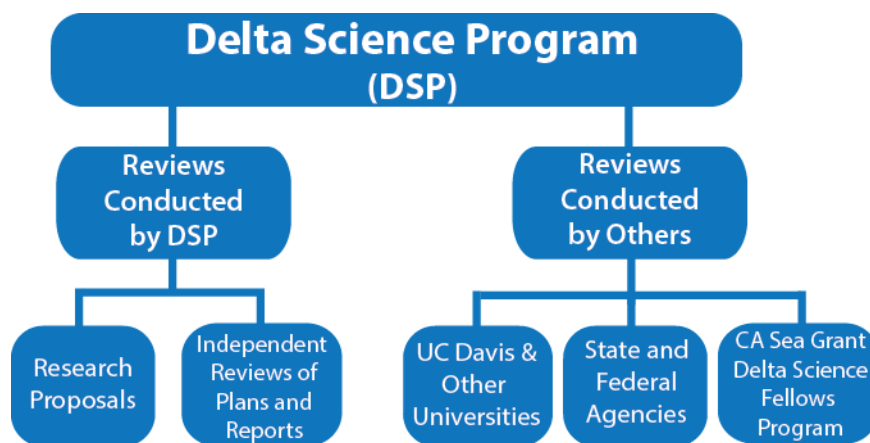 Delta Science Program
(DSP)
Reviews
Conducted
by DSP
Reviews
Conducted
by Others
Research
Proposals
Independent
Reviews of
Plans and
Reports
UC Davis &
Other
Universities
State and
Federal
Agencies
CA Sea Grant
Delta Science
Fellows
Program